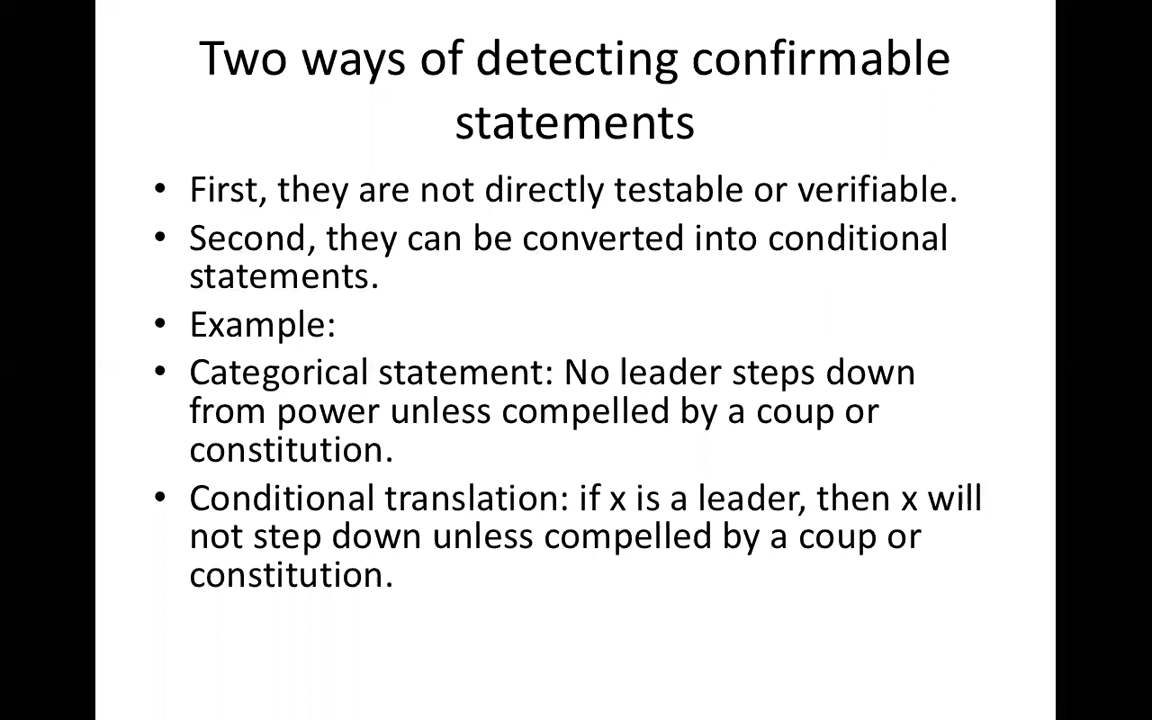 Two ways of detecting confirmable
statements
• First, they are not directly testable or verifiable.
• Second, they can be converted into conditional
statements.
• Example:
• Categorical statement: No leader steps down
from power unless compelled by a coup or
constitution.
• Conditional translation: if x is a leader, then x will
not step down unless compelled by a coup or
constitution.